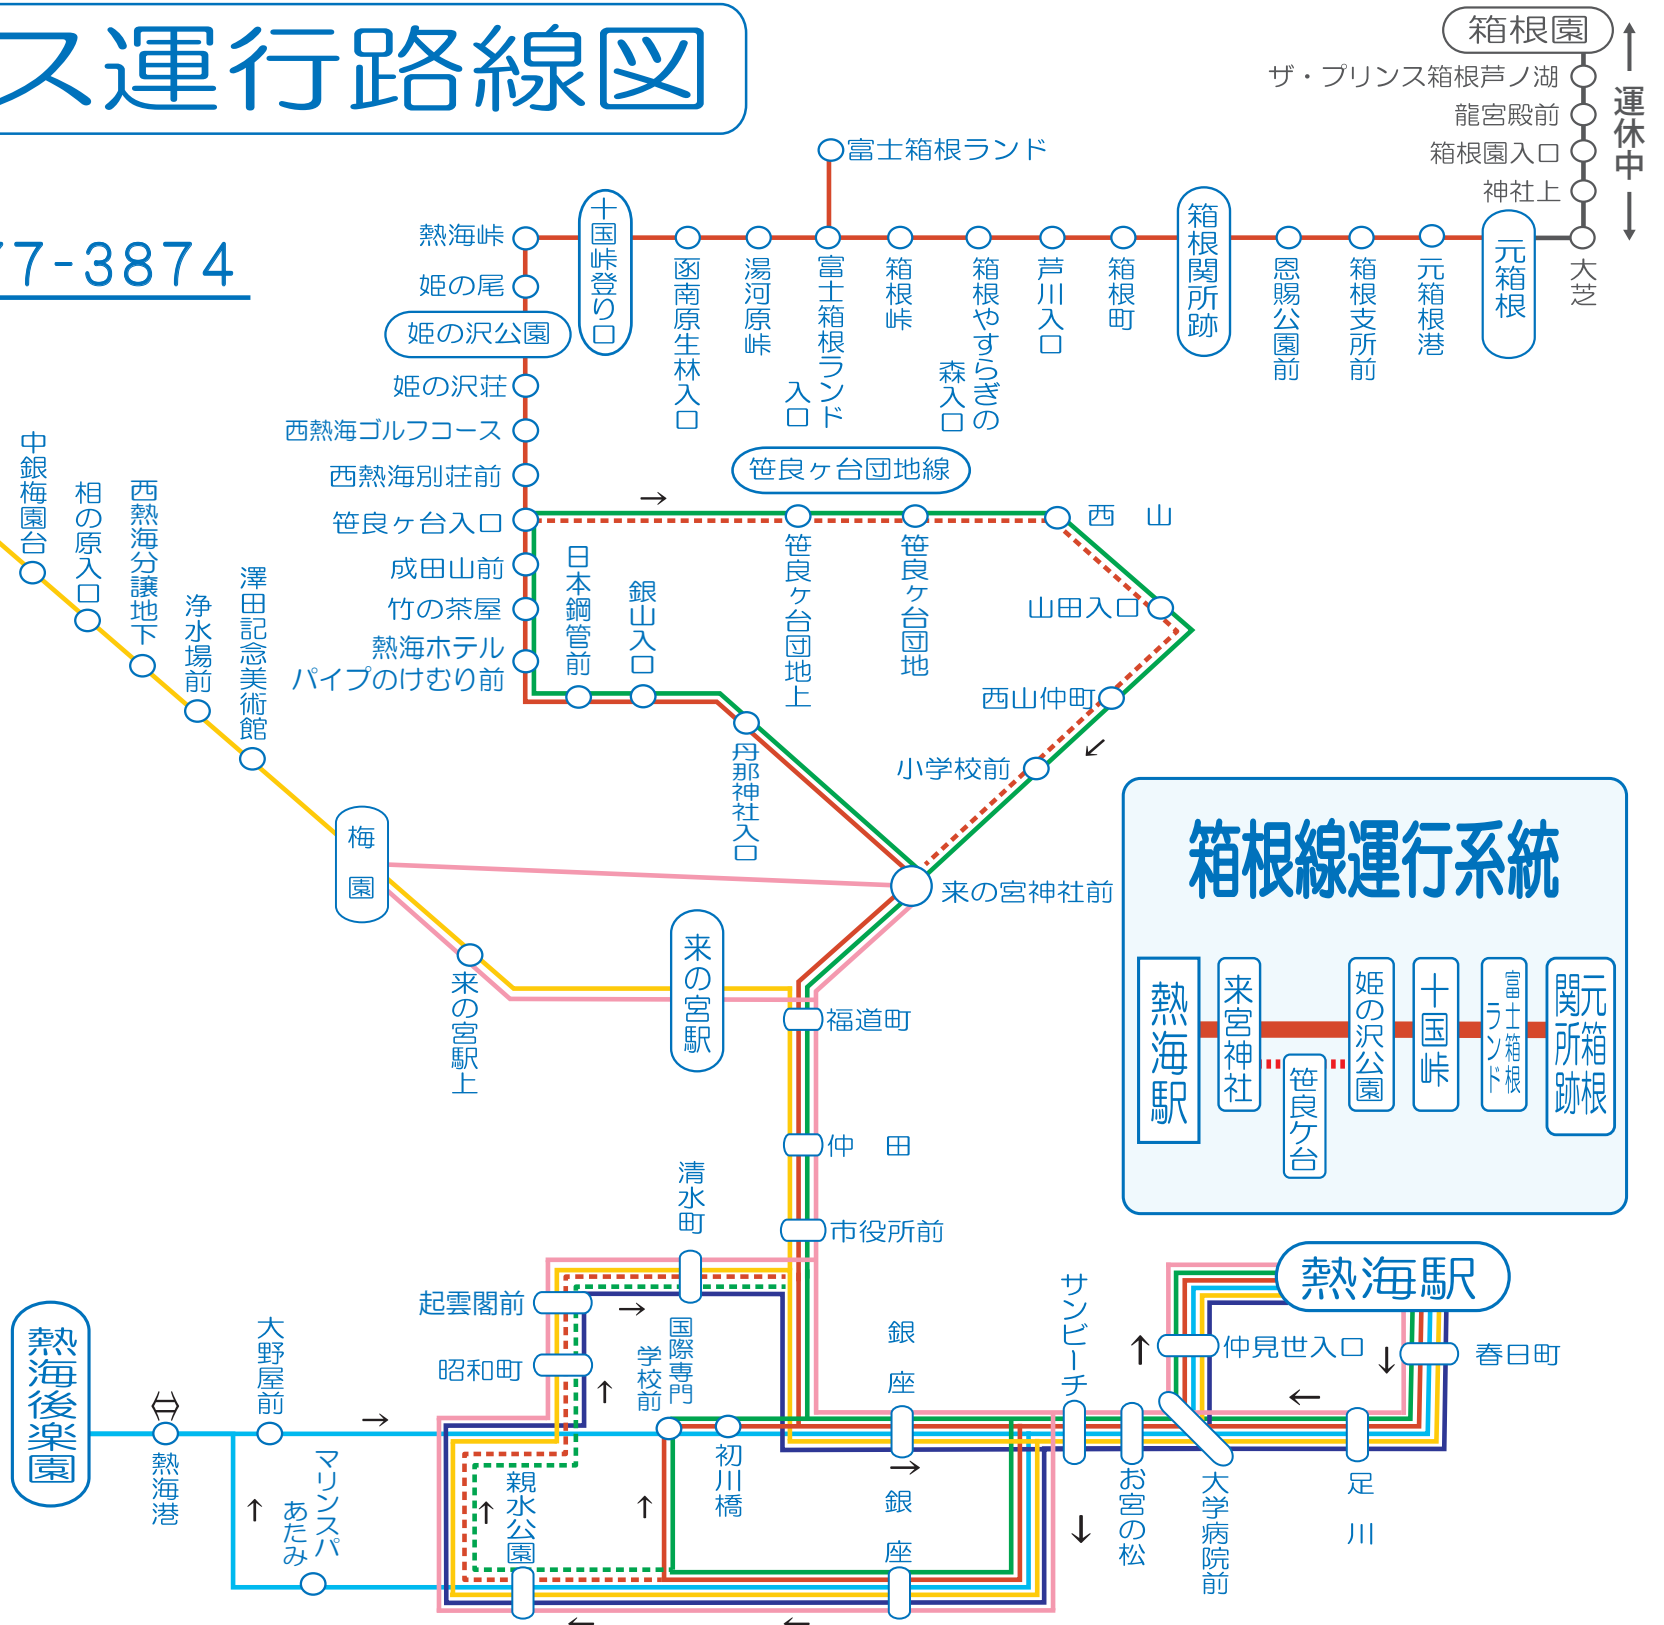 ス運行路線図
77-3874
箱根園
ザ・プリンス箱根芦ノ湖
龍宮殿前
箱根園入口
神社上
運休中
大芝
元箱根
元箱根港
箱根支所前
恩賜公園前
箱根関所跡
箱根町
芦川入口
箱根やすらぎの
森入口
箱根峠
富士箱根ランド
富士箱根ランド
入口
湯河原峠
函南原生林入口
十国峠登り口
熱海峠
姫の尾
姫の沢公園
姫の沢荘
西熱海ゴルフコース
西熱海別荘前
笹良ヶ台入口
成田山前
竹の茶屋
熱海ホテル
パイプのけむり前
笹良ヶ台団地線
笹良ヶ台団地上
笹良ヶ台団地
西 山
山田入口
西山仲町
小学校前
日本鋼管前
銀山入口
丹那神社入口
来の宮神社前
中銀梅園台
相の原入口
西熱海分譲地下
浄水場前
澤田記念美術館
梅園
来の宮駅上
来の宮駅
福道町
仲 田
市役所前
清水町
起雲閣前
昭和町
国際専門
学校前
初川橋
親水公園
銀座
銀座
サンビーチ
お宮の松
大学病院前
足川
春日町
仲見世入口
熱海駅
熱海後楽園
熱海港
大野屋前
マリンスパ
あたみ
箱根線運行系統
熱海駅
来宮神社
笹良ケ台
姫の沢公園
十国峠
富士箱根
ランド
元箱根
関所跡